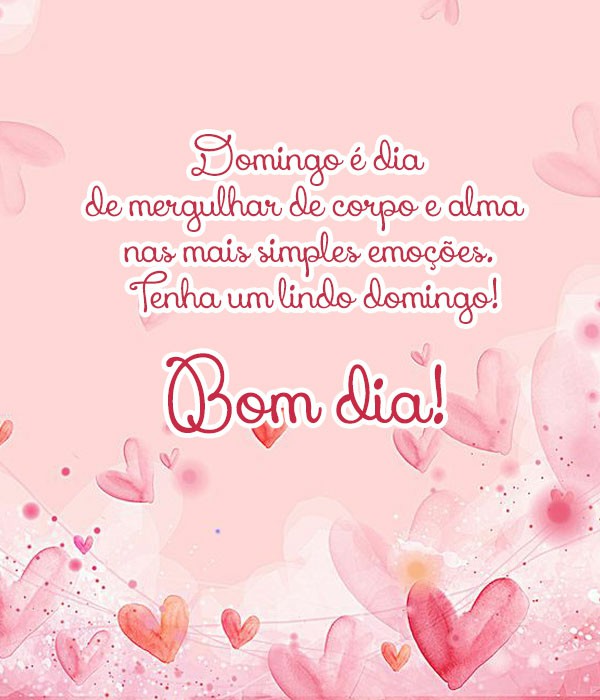 Domingo é dia
de mergulhar de corpo e alma
nas mais simples emoções.
Tenha um lindo domingo!
Bom dia!